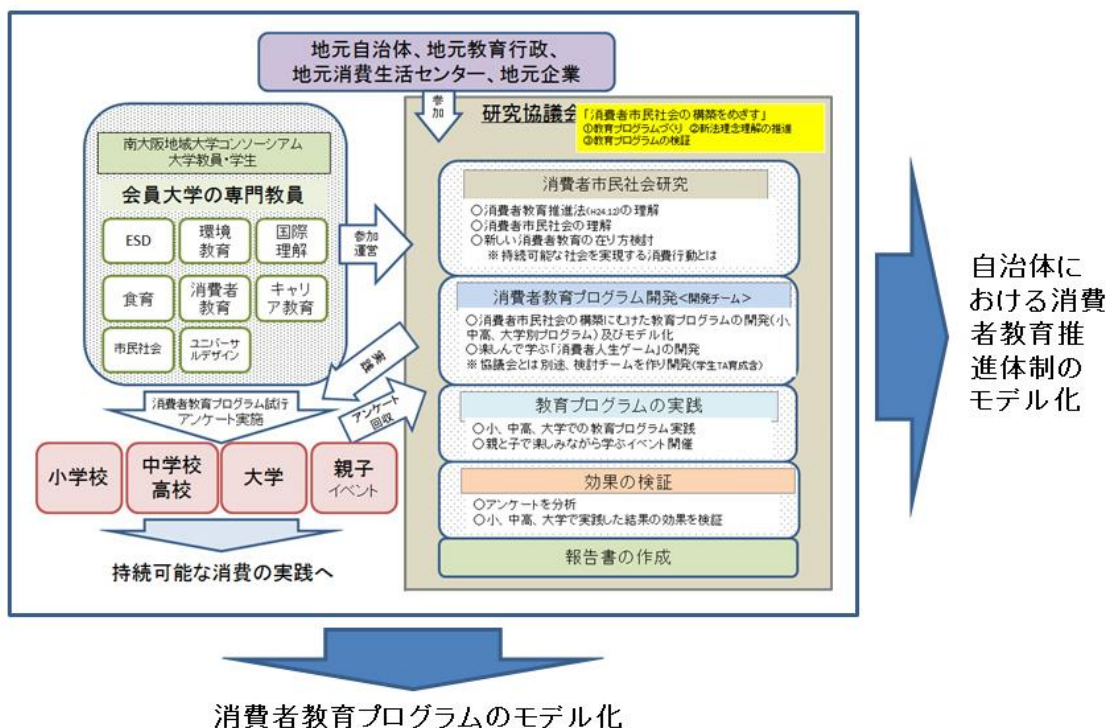 地元自治体、地元教育行政、
地元消費生活センター、地元企業
参加
研究協議会
「消費者市民社会の構築をめざす」
①教育プログラムづくり ②新法理念理解の推進
③教育プログラムの検証
南大阪地域大学コンソーシアム
大学教員・学生
会員大学の専門教員
ESD
環境
教育
国際
理解
食育
消費者
教育
キャリ
ア教育
市民社会
ユニバーサ
ルデザイン
参加
運営
消費者市民社会研究
○消費者教育推進法(H24.12)の理解
○消費者市民社会の理解
○新しい消費者教育の在り方検討
※持続可能な社会を実現する消費行動とは
消費者教育プログラム開発<開発チーム>
○消費者市民社会の構築にむけた教育プログラムの開発(小、
中高、大学別プログラム)及びモデル化
○楽しんで学ぶ「消費者人生ゲーム」の開発
※協議会とは別途、検討チームを作り開発(学生TA育成含)
実践
アンケート
回収
教育プログラムの実践
○小、中高、大学での教育プログラム実践
○親と子で楽しみながら学ぶイベント開催
効果の検証
○アンケートを分析
○小、中高、大学で実践した結果の効果を検証
報告書の作成
消費者教育プログラム試行
アンケート実施
小学校
中学校
高校
大学
親子
イベント
持続可能な消費の実践へ
自治体に
おける消費
者教育推
進体制の
モデル化
消費者教育プログラムのモデル化